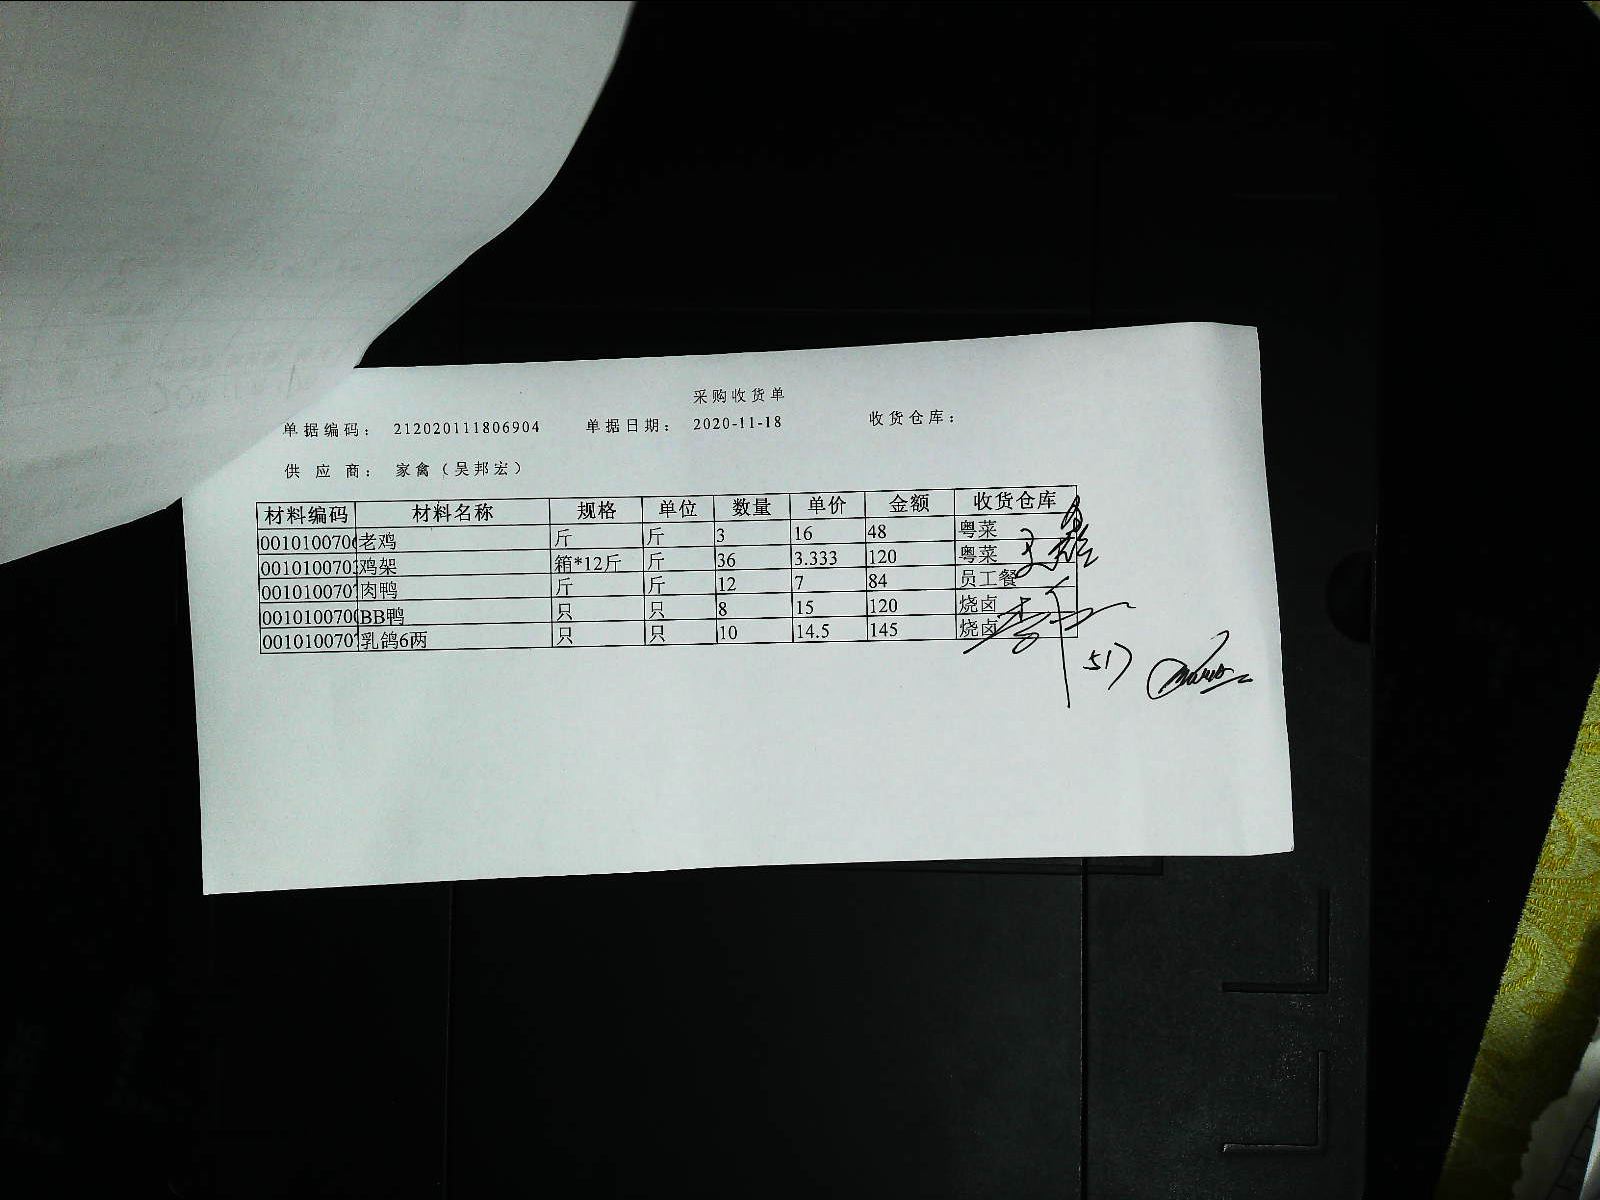 采购收货单
单据编码: 212020111806904 单据日期: 2020-11-18 收货仓库:
供应商: 家禽(吴邦宏)
材料编码 材料名称 规格 单位 数量 单价 金额 收货仓库
0010100706 老鸡 斤 斤 3 16 48 粤菜
001010070 鸡架 箱*12斤 斤 36 3.333 120 粤菜
001010070 肉鸭 斤 斤 12 7 84 员工餐
001010070 BB鸭 只 只 8 15 120 烧卤
001010070 乳鸽6两 只 只 10 14.5 145 烧卤
517